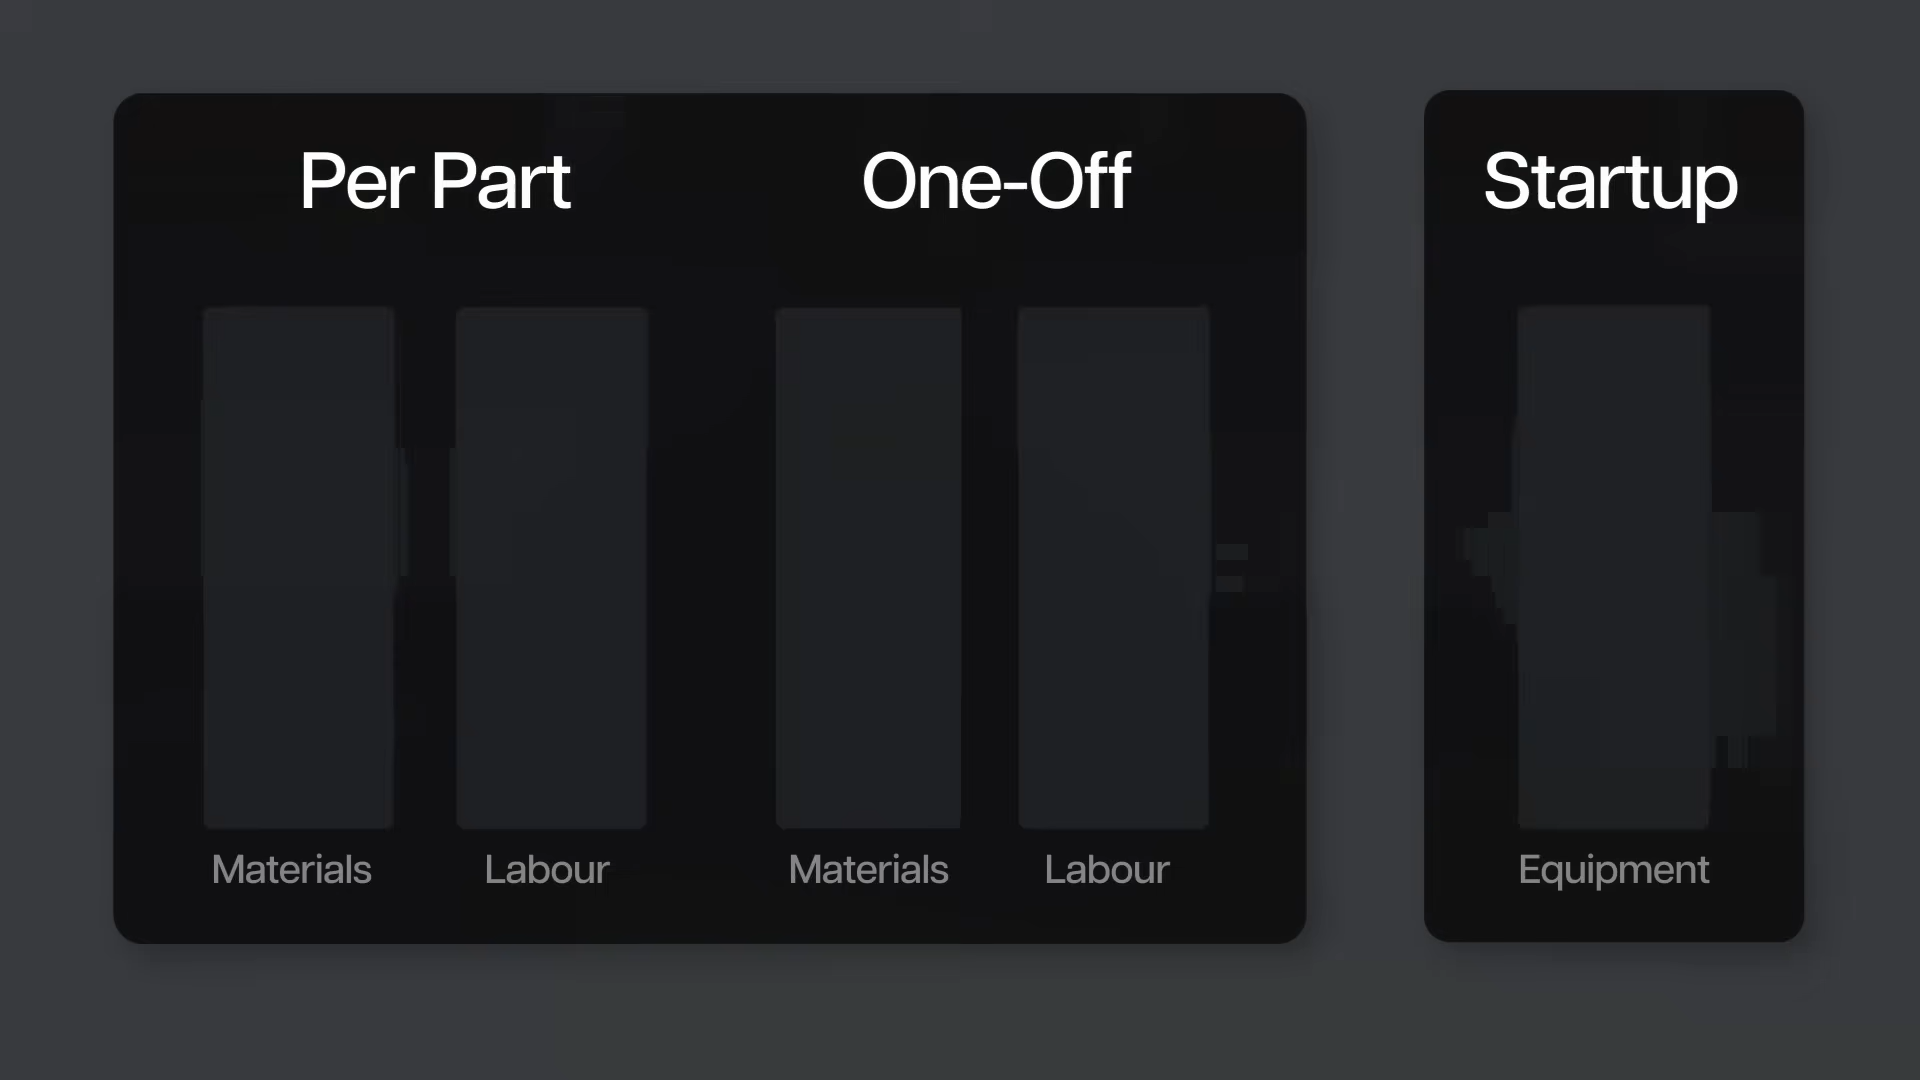 Per Part
One-Off
Startup
Materials
Labour
Materials
Labour
Equipment